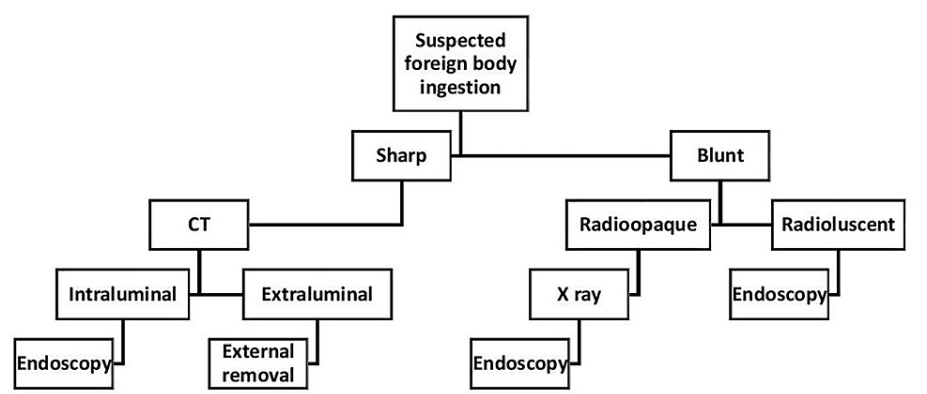 Suspected
foreign body
ingestion
Sharp
Blunt
CT
Radioopaque
Radioluscent
Intraluminal
Extraluminal
X ray
Endoscopy
Endoscopy
External
removal
Endoscopy